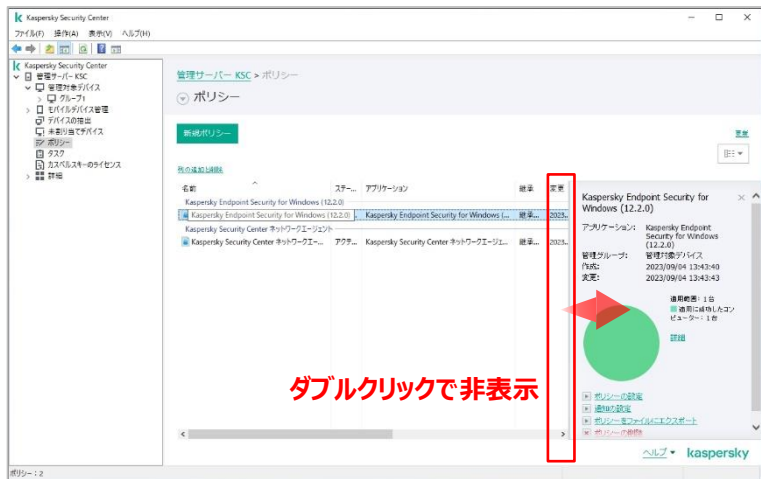 Kaspersky Security Center
ファイル(F) 操作(A) 表示(V) ヘルプ(H)
Kaspersky Security Center
管理サーバー KSC
管理対象デバイス
グループ1
モバイルデバイス管理
デバイスの抽出
未割り当てデバイス
ポリシー
タスク
カスペルスキーのライセンス
詳細
管理サーバー KSC > ポリシー
ポリシー
新規ポリシー
更新
列の追加と削除
名前 ステー... アプリケーション 継承 変更
Kaspersky Endpoint Security for Windows (12.2.0)
Kaspersky Endpoint Security for Windows (12.2.0) Kaspersky Endpoint Security for Windows (... 継承... 2023...
Kaspersky Security Center ネットワークエージェント
Kaspersky Security Center ネットワークエー... アクテ... Kaspersky Security Center ネットワークエージェ... 継承... 2023...
Kaspersky Endpoint Security for
Windows (12.2.0)
アプリケーション: Kaspersky Endpoint
Security for Windows
(12.2.0)
管理グループ: 管理対象デバイス
作成: 2023/09/04 13:43:40
変更: 2023/09/04 13:43:43
適用範囲: 1台
適用に成功したコン
ピューター: 1台
詳細
ダブルクリックで非表示
ポリシーの設定
通知の設定
ポリシーをファイルにエクスポート
ポリシーの削除
ヘルプ kaspersky
ポリシー: 2